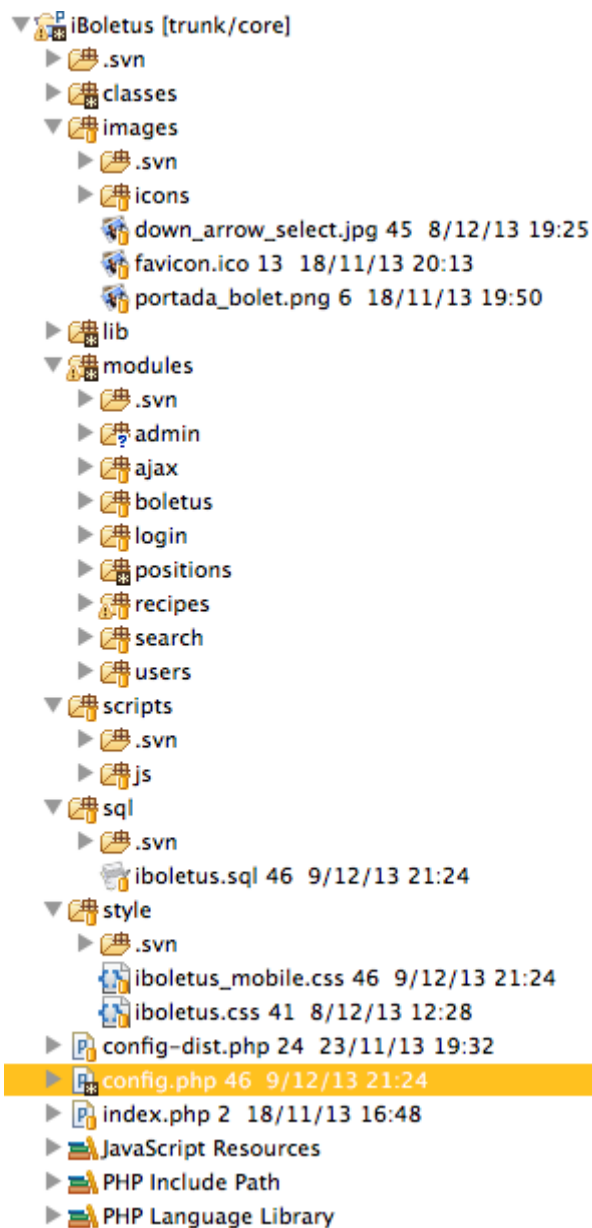 iBoletus [trunk/core]
.svn
classes
images
.svn
icons
down_arrow_select.jpg 45 8/12/13 19:25
favicon.ico 13 18/11/13 20:13
portada_bolet.png 6 18/11/13 19:50
lib
modules
.svn
admin
ajax
boletus
login
positions
recipes
search
users
scripts
.svn
js
sql
.svn
iboletus.sql 46 9/12/13 21:24
style
.svn
iboletus_mobile.css 46 9/12/13 21:24
iboletus.css 41 8/12/13 12:28
config-dist.php 24 23/11/13 19:32
config.php 46 9/12/13 21:24
index.php 2 18/11/13 16:48
JavaScript Resources
PHP Include Path
PHP Language Library